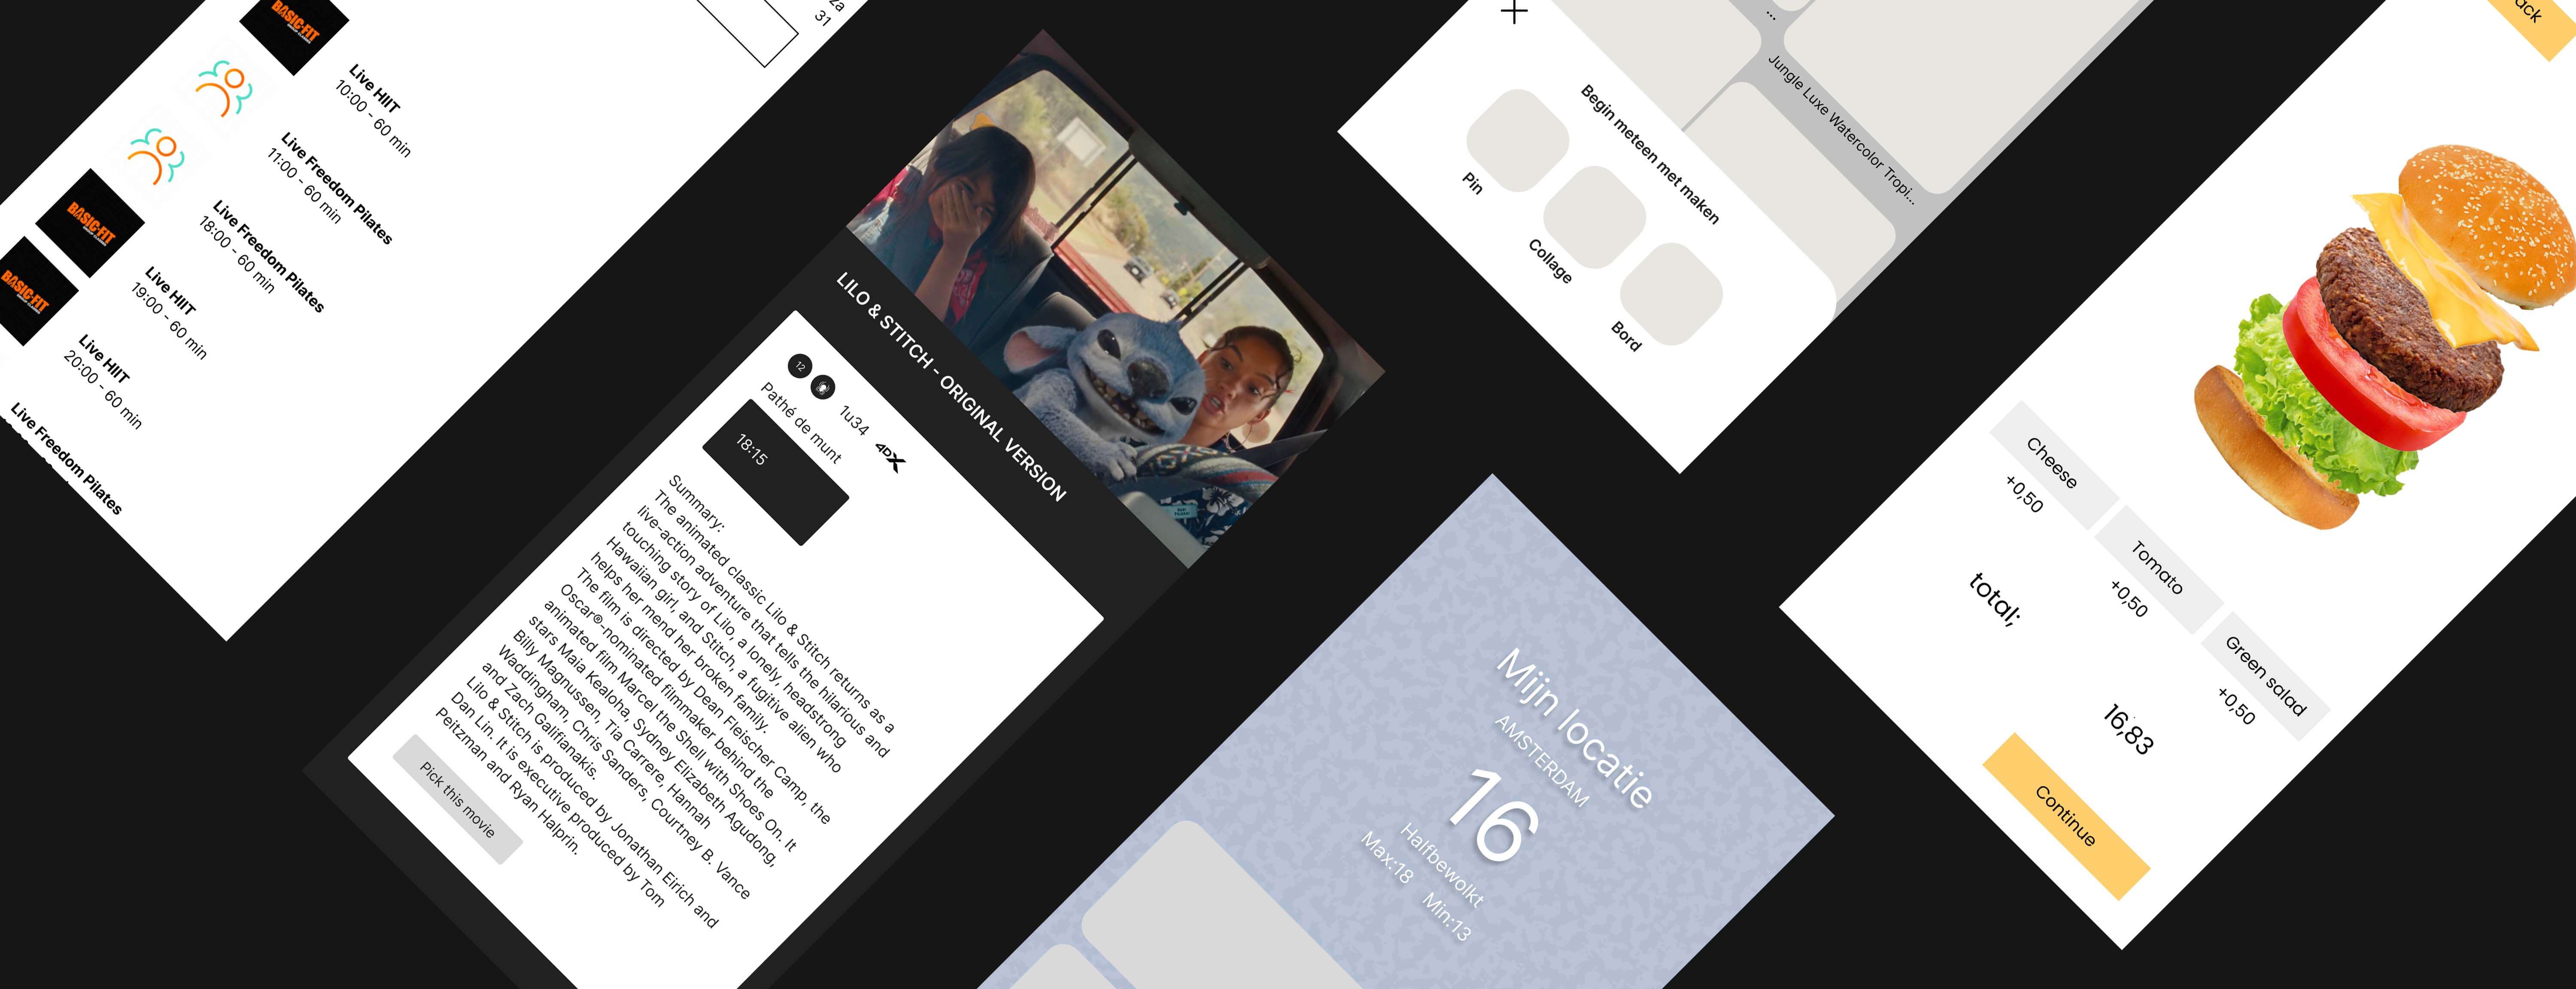 BASIC-FIT
Live HIIT
10:00 - 60 min
Live Freedom Pilates
11:00 - 60 min
Live Freedom Pilates
18:00 - 60 min
BASIC-FIT
Live HIIT
19:00 - 60 min
BASIC-FIT
Live HIIT
20:00 - 60 min
Live Freedom Pilates
31
LILO & STITCH - ORIGINAL VERSION
12
1u34
4DX
Pathé de munt
18:15
Summary:
The animated classic Lilo & Stitch returns as a
live-action adventure that tells the hilarious and
touching story of Lilo, a lonely, headstrong
Hawaiian girl, and Stitch, a fugitive alien who
helps her mend her broken family.
The film is directed by Dean Fleischer Camp, the
Oscar®-nominated filmmaker behind the
animated film Marcel the Shell with Shoes On. It
stars Maia Kealoha, Sydney Elizabeth Agudong,
Billy Magnussen, Tia Carrere, Hannah
Waddingham, Chris Sanders, Courtney B. Vance
and Zach Galifianakis.
Lilo & Stitch is produced by Jonathan Eirich and
Dan Lin. It is executive produced by Tom
Peitzman and Ryan Halprin.
Pick this movie
...
Jungle Luxe Watercolor Tropi...
Begin meteen met maken
Pin
Collage
Bord
Mijn locatie
AMSTERDAM
16
Halfbewolkt
Max:18 Min:13
Cheese
+0,50
Tomato
+0,50
Green salad
+0,50
total;
16,83
Continue